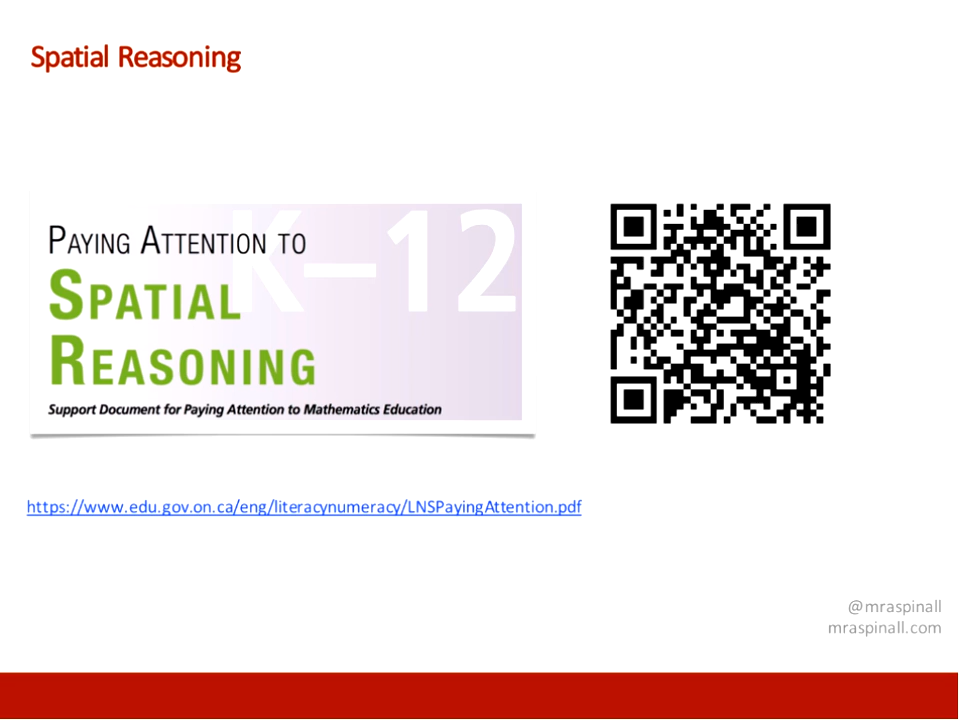 Spatial Reasoning
K–12
PAYING ATTENTION TO
SPATIAL
REASONING
Support Document for Paying Attention to Mathematics Education
https://www.edu.gov.on.ca/eng/literacynumeracy/LNSPayingAttention.pdf
@mraspinall
mraspinall.com